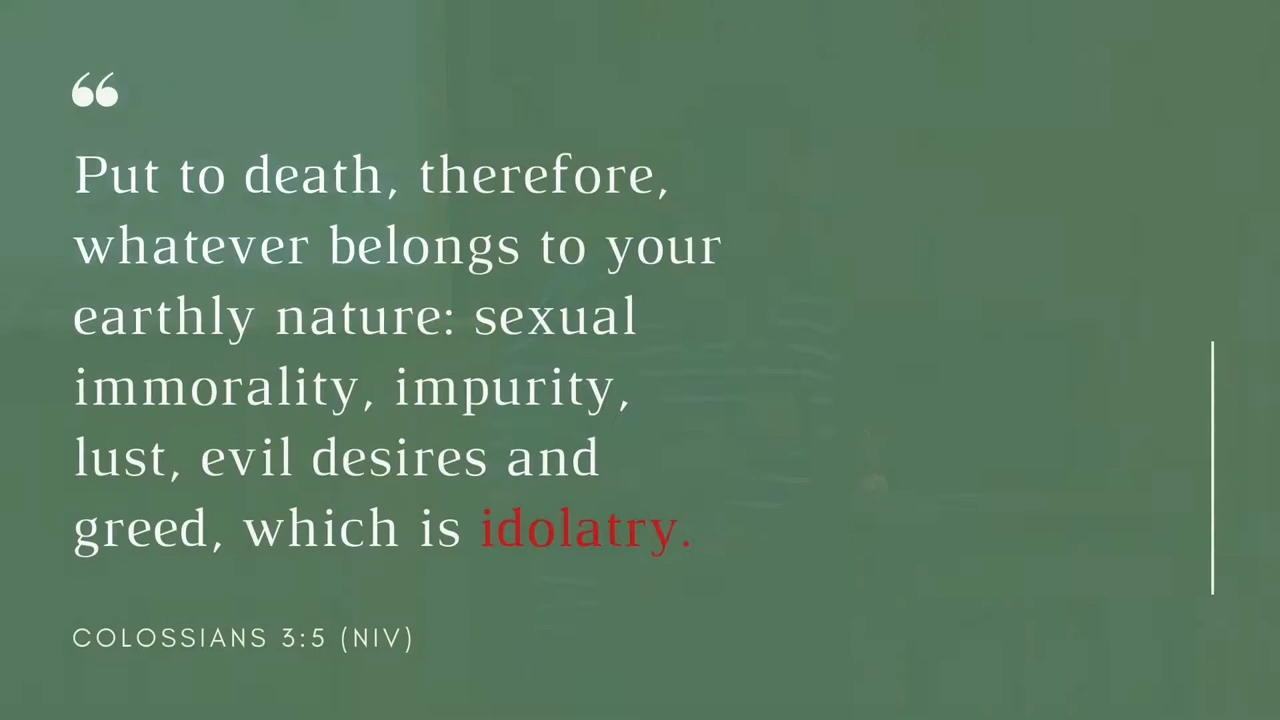 “
Put to death, therefore,
whatever belongs to your
earthly nature: sexual
immorality, impurity,
lust, evil desires and
greed, which is idolatry.
COLOSSIANS 3:5 (NIV)